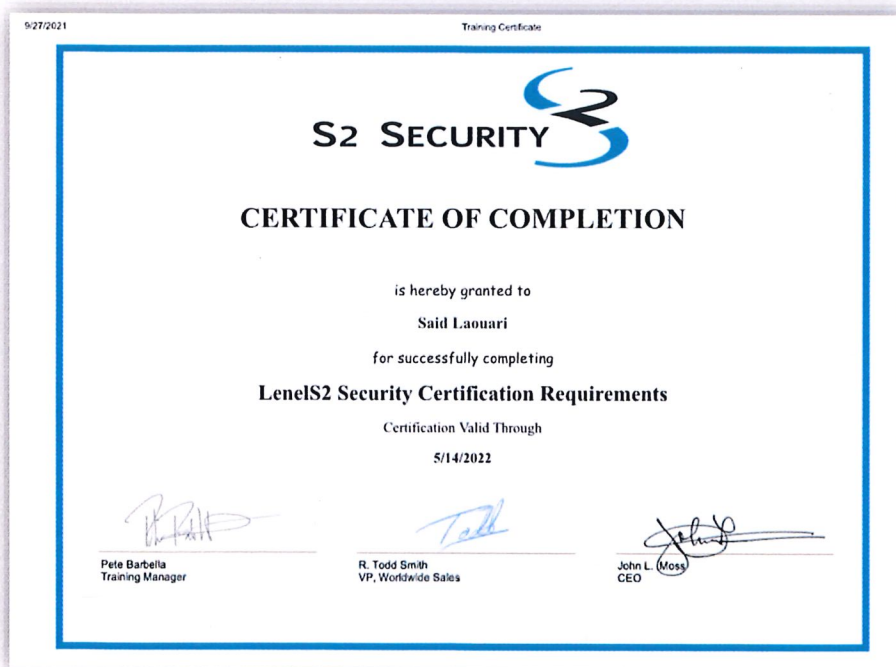 9/27/2021
Training Certificate
S2 SECURITY
CERTIFICATE OF COMPLETION
is hereby granted to
Said Laouari
for successfully completing
LenelS2 Security Certification Requirements
Certification Valid Through
5/14/2022
Pete Barbella
Training Manager
R. Todd Smith
VP, Worldwide Sales
John L. Moss
CEO